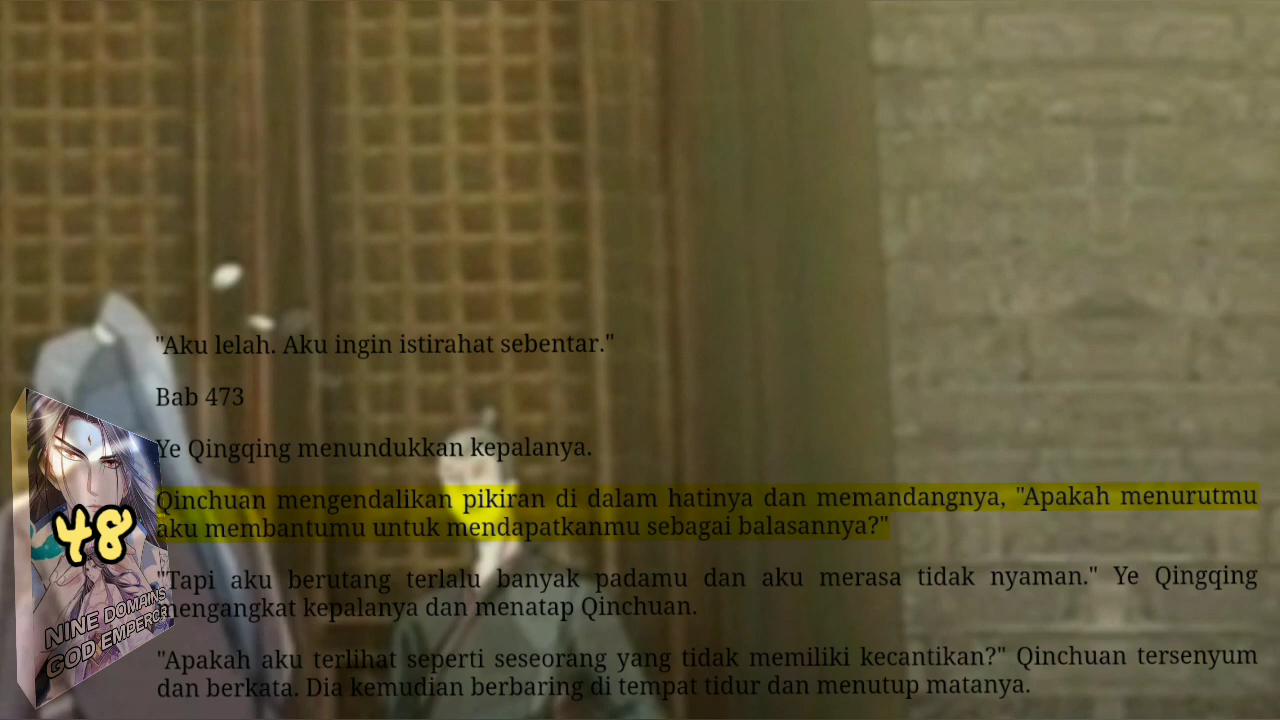 "Aku lelah. Aku ingin istirahat sebentar."
Bab 473
Ye Qingqing menundukkan kepalanya.
Qinchuan mengendalikan pikiran di dalam hatinya dan memandangnya, "Apakah menurutmu
aku membantumu untuk mendapatkanmu sebagai balasannya?"
"Tapi aku berutang terlalu banyak padamu dan aku merasa tidak nyaman." Ye Qingqing
mengangkat kepalanya dan menatap Qinchuan.
"Apakah aku terlihat seperti seseorang yang tidak memiliki kecantikan?" Qinchuan tersenyum
dan berkata. Dia kemudian berbaring di tempat tidur dan menutup matanya.
48
NINE DOMAINS
GOD EMPEROR